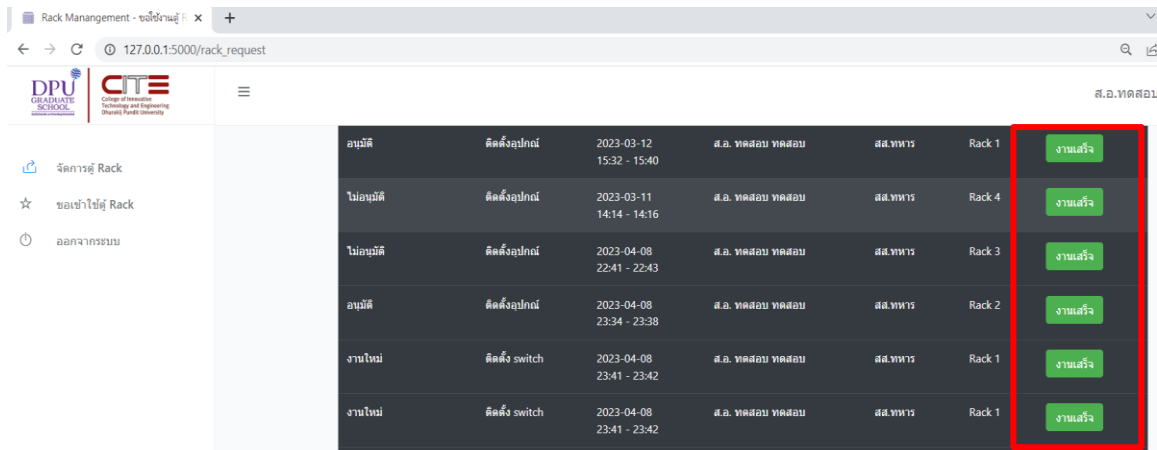 Rack Manangement - ขอใช้งานตู้ R
127.0.0.1:5000/rack_request
DPU
GRADUATE
SCHOOL
CITE
College of Innovative
Technology and Engineering
Dhurakij Pundit University
ส.อ.ทดสอบ
จัดการตู้ Rack
ขอเข้าใช้ตู้ Rack
ออกจากระบบ
อนุมัติ ติดตั้งอุปกณ์ 2023-03-12 ส.อ. ทดสอบ ทดสอบ สส.ทหาร Rack 1 งานเสร็จ
15:32 - 15:40
ไม่อนุมัติ ติดตั้งอุปกณ์ 2023-03-11 ส.อ. ทดสอบ ทดสอบ สส.ทหาร Rack 4 งานเสร็จ
14:14 - 14:16
ไม่อนุมัติ ติดตั้งอุปกณ์ 2023-04-08 ส.อ. ทดสอบ ทดสอบ สส.ทหาร Rack 3 งานเสร็จ
22:41 - 22:43
อนุมัติ ติดตั้งอุปกณ์ 2023-04-08 ส.อ. ทดสอบ ทดสอบ สส.ทหาร Rack 2 งานเสร็จ
23:34 - 23:38
งานใหม่ ติดตั้ง switch 2023-04-08 ส.อ. ทดสอบ ทดสอบ สส.ทหาร Rack 1 งานเสร็จ
23:41 - 23:42
งานใหม่ ติดตั้ง switch 2023-04-08 ส.อ. ทดสอบ ทดสอบ สส.ทหาร Rack 1 งานเสร็จ
23:41 - 23:42